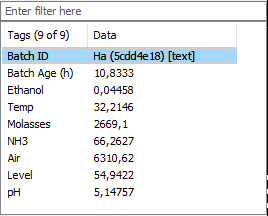 Enter filter here
Tags (9 of 9) Data
Batch ID Ha (5cdd4e18) [text]
Batch Age (h) 10,8333
Ethanol 0,04458
Temp 32,2146
Molasses 2669,1
NH3 66,2627
Air 6310,62
Level 54,9422
pH 5,14757